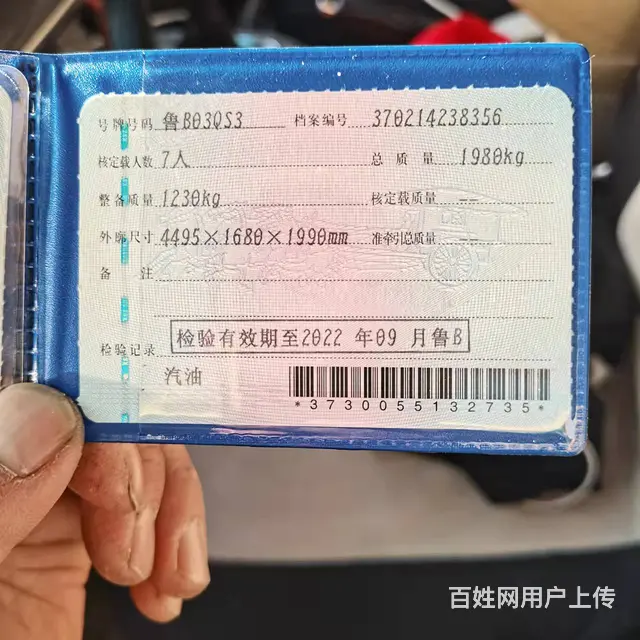 号牌号码 鲁B03QS3 档案编号 370214238356
核定载人数 7人 总质量 1980kg
整备质量 1230kg 核定载质量 --
外廓尺寸 4495×1680×1990mm 准牵引总质量 --
备注
检验记录 检验有效期至2022年09月鲁B
汽油
*3730055132735*
百姓网用户上传